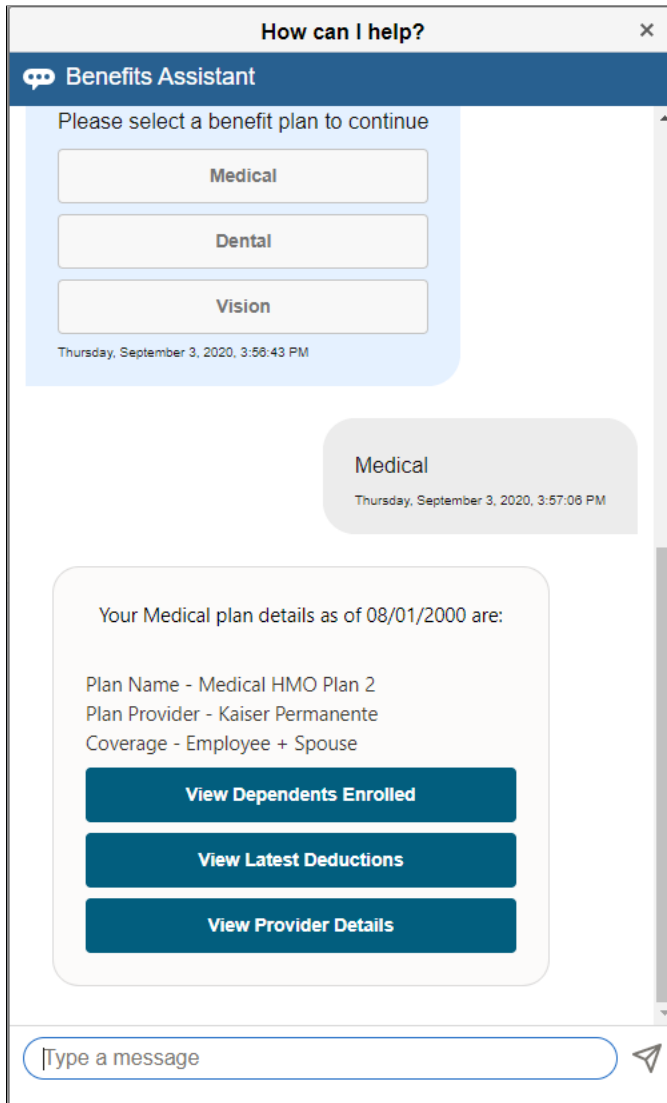 How can I help?
Benefits Assistant
Please select a benefit plan to continue
Medical
Dental
Vision
Thursday, September 3, 2020, 3:56:43 PM
Medical
Thursday, September 3, 2020, 3:57:06 PM
Your Medical plan details as of 08/01/2000 are:
Plan Name - Medical HMO Plan 2
Plan Provider - Kaiser Permanente
Coverage - Employee + Spouse
View Dependents Enrolled
View Latest Deductions
View Provider Details
Type a message